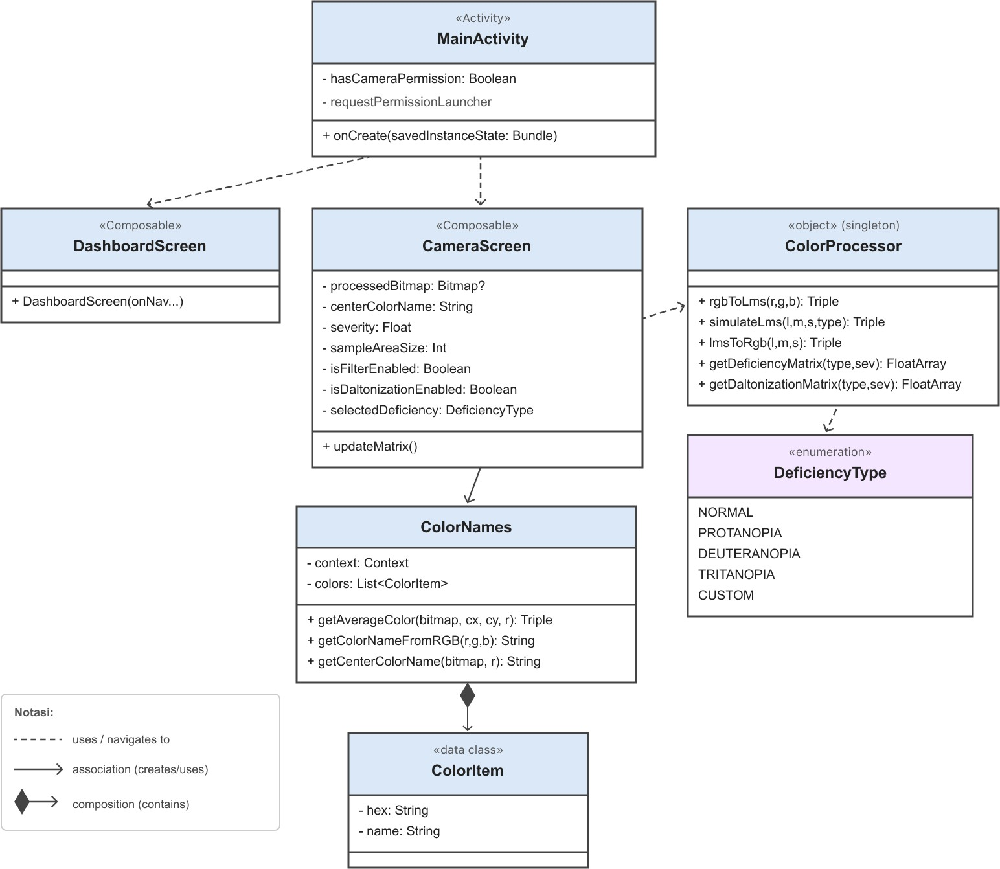 «Activity»
MainActivity
- hasCameraPermission: Boolean
- requestPermissionLauncher
+ onCreate(savedInstanceState: Bundle)
«Composable»
DashboardScreen
+ DashboardScreen(onNav...)
«Composable»
CameraScreen
- processedBitmap: Bitmap?
- centerColorName: String
- severity: Float
- sampleAreaSize: Int
- isFilterEnabled: Boolean
- isDaltonizationEnabled: Boolean
- selectedDeficiency: DeficiencyType
+ updateMatrix()
«object» (singleton)
ColorProcessor
+ rgbToLms(r,g,b): Triple
+ simulateLms(l,m,s,type): Triple
+ lmsToRgb(l,m,s): Triple
+ getDeficiencyMatrix(type,sev): FloatArray
+ getDaltonizationMatrix(type,sev): FloatArray
«enumeration»
DeficiencyType
NORMAL
PROTANOPIA
DEUTERANOPIA
TRITANOPIA
CUSTOM
ColorNames
- context: Context
- colors: List<ColorItem>
+ getAverageColor(bitmap, cx, cy, r): Triple
+ getColorNameFromRGB(r,g,b): String
+ getCenterColorName(bitmap, r): String
«data class»
ColorItem
- hex: String
- name: String
Notasi:
uses / navigates to
association (creates/uses)
composition (contains)